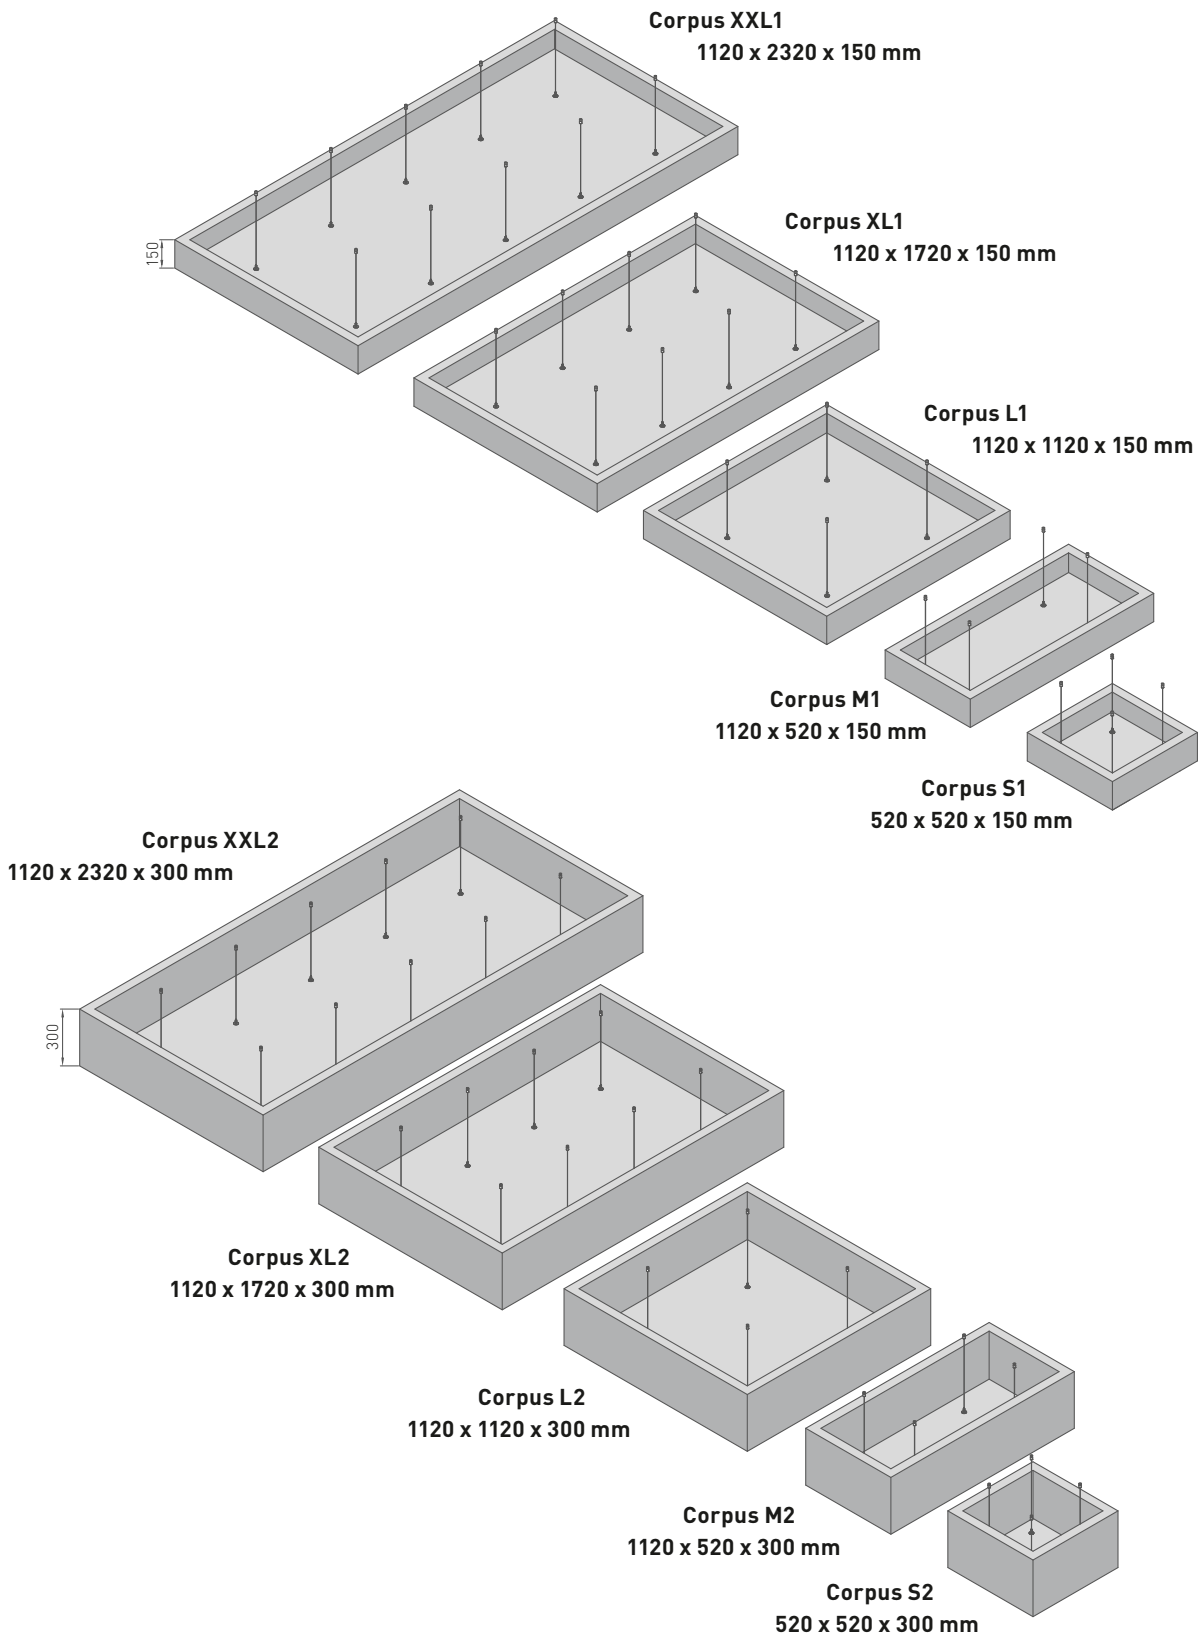 Corpus XXL1
1120 x 2320 x 150 mm
Corpus XL1
1120 x 1720 x 150 mm
150
Corpus L1
1120 x 1120 x 150 mm
Corpus M1
1120 x 520 x 150 mm
Corpus S1
520 x 520 x 150 mm
Corpus XXL2
1120 x 2320 x 300 mm
300
Corpus XL2
1120 x 1720 x 300 mm
Corpus L2
1120 x 1120 x 300 mm
Corpus M2
1120 x 520 x 300 mm
Corpus S2
520 x 520 x 300 mm